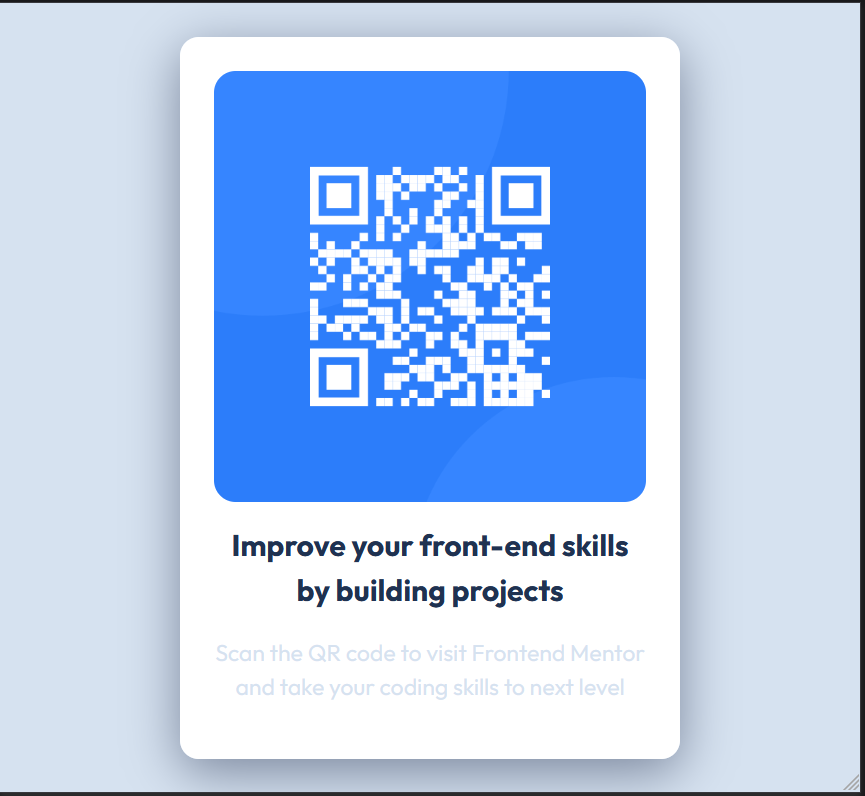 Improve your front-end skills
by building projects
Scan the QR code to visit Frontend Mentor
and take your coding skills to next level